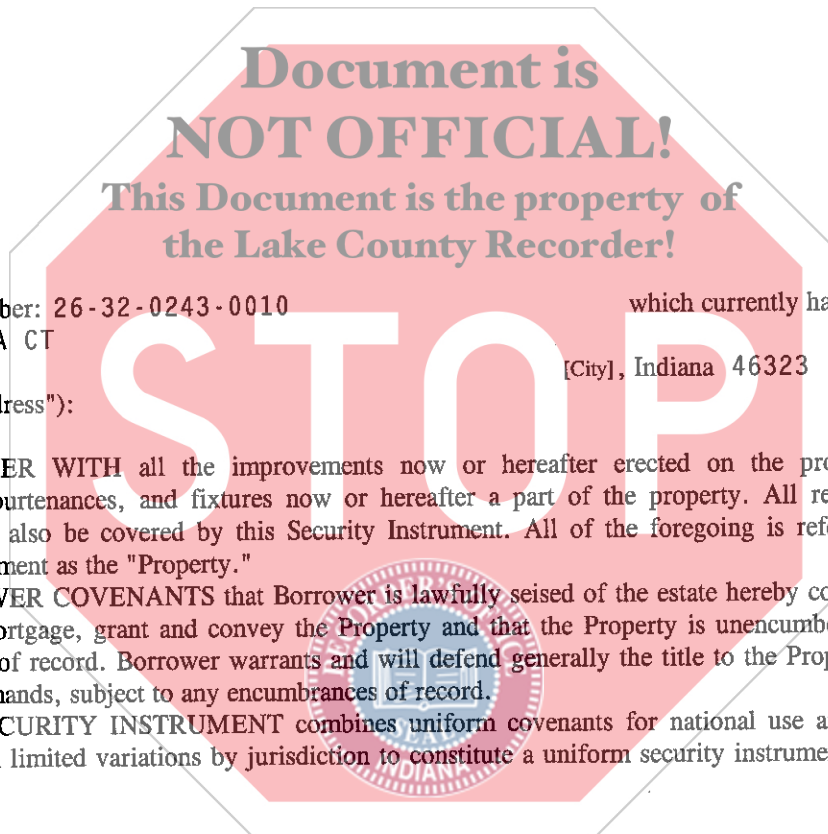 Document is
NOT OFFICIAL!
This Document is the property of
the Lake County Recorder!
ber: 26-32-0243-0010 which currently ha
A CT
[City], Indiana 46323
dress"):
STOP
ER WITH all the improvements now or hereafter erected on the pro
ourtenances, and fixtures now or hereafter a part of the property. All re
also be covered by this Security Instrument. All of the foregoing is refe
ment as the "Property."
VER COVENANTS that Borrower is lawfully seised of the estate hereby co
ortgage, grant and convey the Property and that the Property is unencumbe
of record. Borrower warrants and will defend generally the title to the Prop
nands, subject to any encumbrances of record.
CURITY INSTRUMENT combines uniform covenants for national use a
limited variations by jurisdiction to constitute a uniform security instrume
SEAL
INDIANA